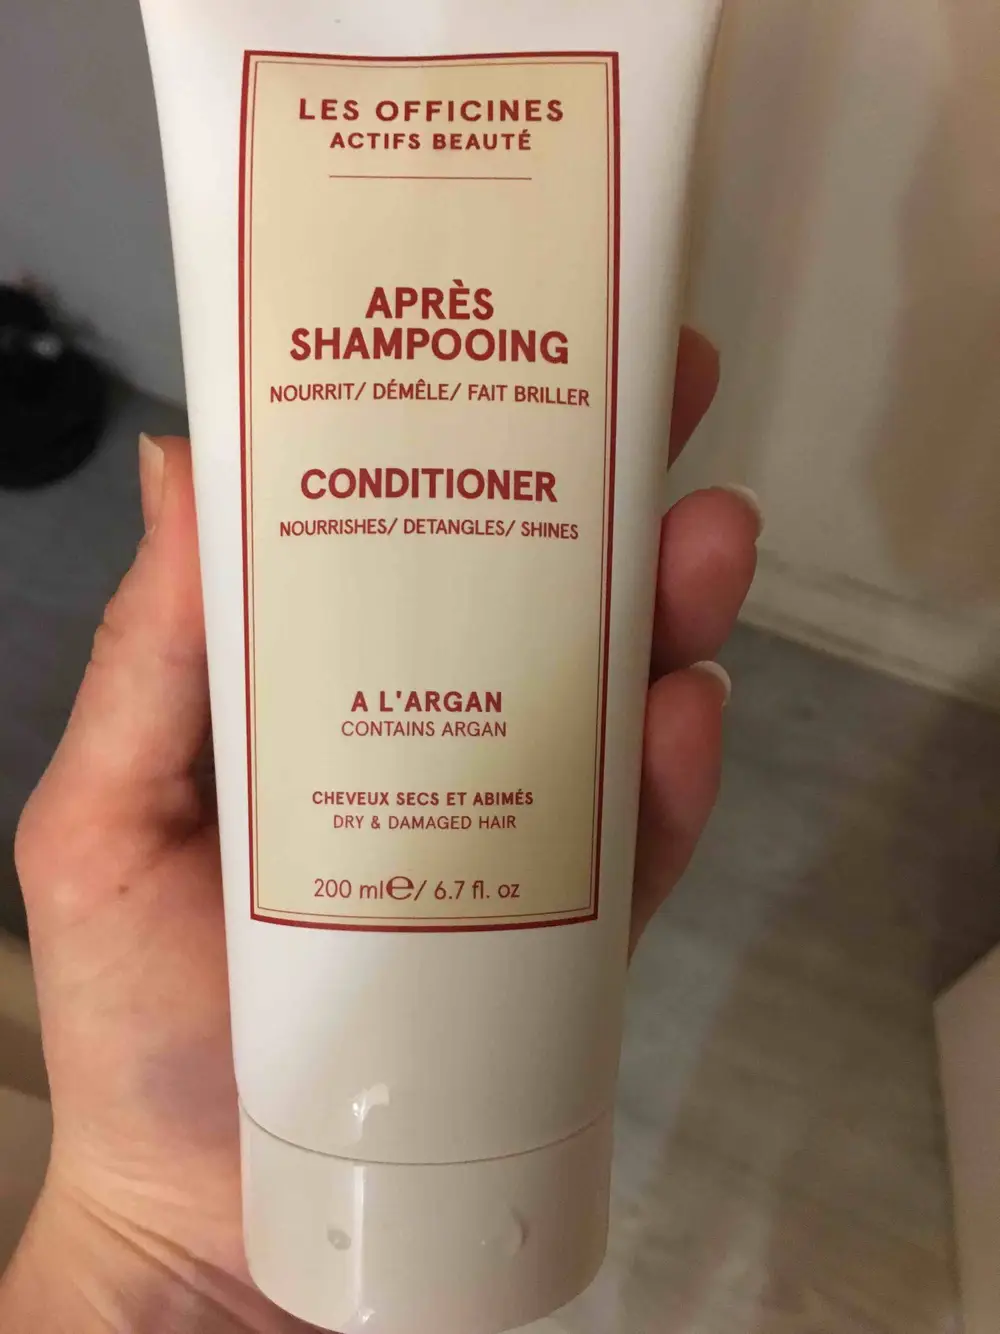 LES OFFICINES
ACTIFS BEAUTÉ
APRÈS
SHAMPOOING
NOURRIT/ DÉMÊLE/ FAIT BRILLER
CONDITIONER
NOURRISHES/ DETANGLES/ SHINES
A L'ARGAN
CONTAINS ARGAN
CHEVEUX SECS ET ABIMÉS
DRY & DAMAGED HAIR
200 ml℮/ 6.7 fl. oz